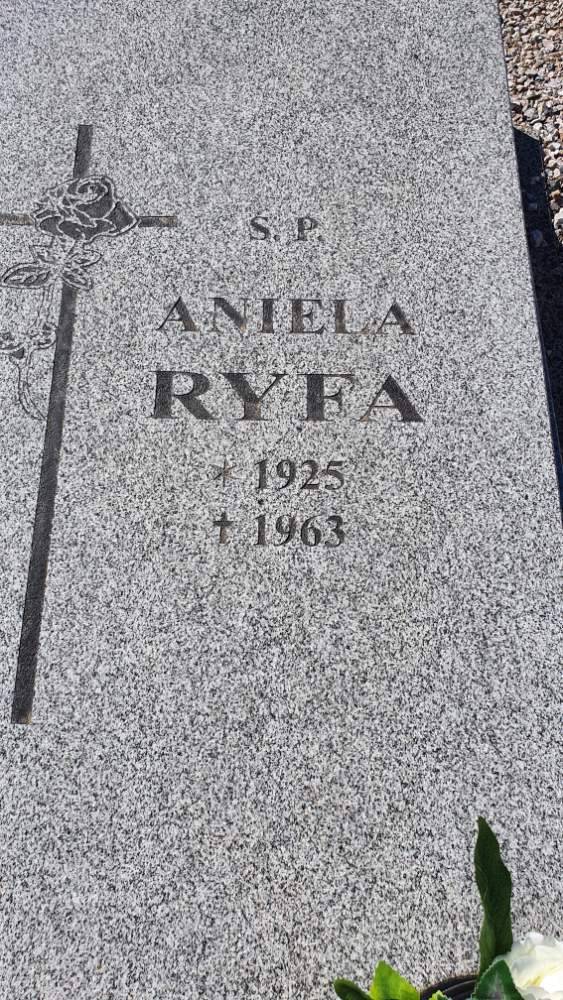 S. P.
ANIELA
RYFA
* 1925
✝ 1963